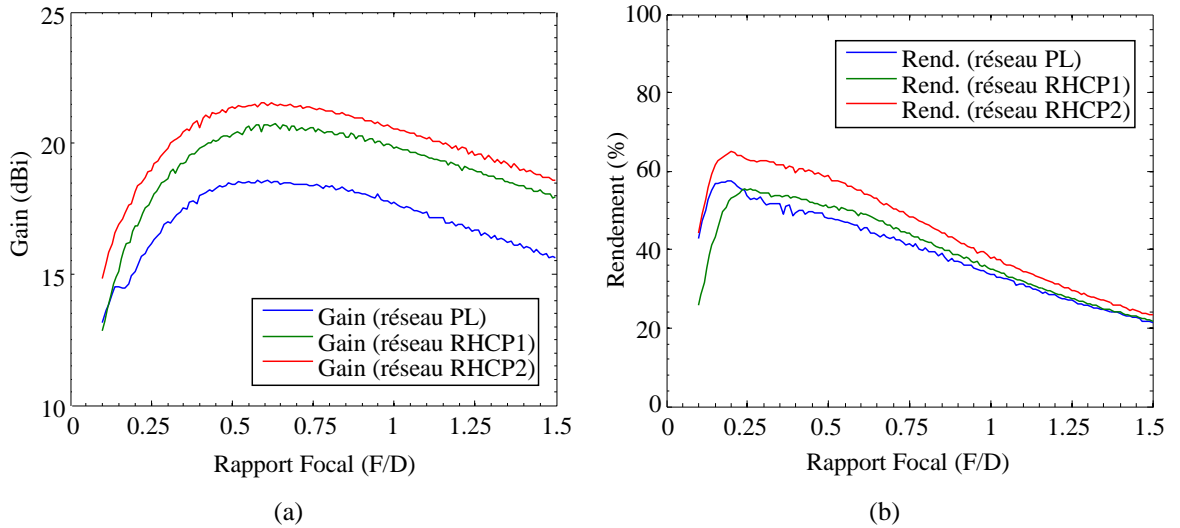 25
20
15
10
Gain (dBi)
Gain (réseau PL)
Gain (réseau RHCP1)
Gain (réseau RHCP2)
0 0.25 0.5 0.75 1 1.25 1.5
Rapport Focal (F/D)
(a)
100
80
60
40
20
0
Rendement (%)
Rend. (réseau PL)
Rend. (réseau RHCP1)
Rend. (réseau RHCP2)
0 0.25 0.5 0.75 1 1.25 1.5
Rapport Focal (F/D)
(b)